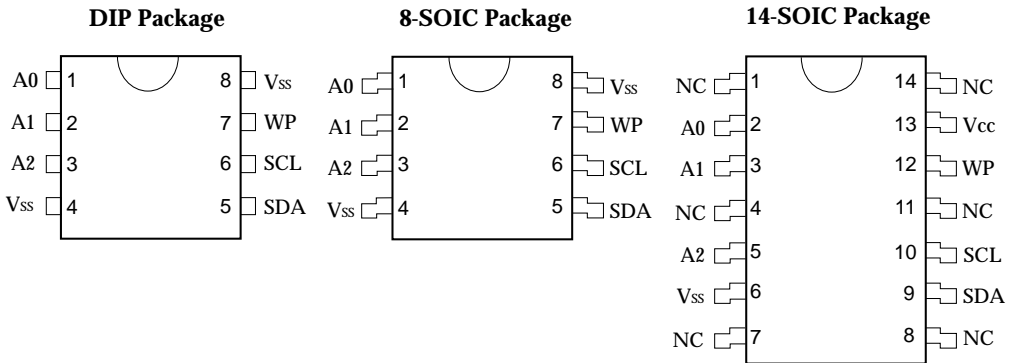 DIP Package
A0 1 8 Vss
A1 2 7 WP
A2 3 6 SCL
Vss 4 5 SDA
8-SOIC Package
A0 1 8 Vss
A1 2 7 WP
A2 3 6 SCL
Vss 4 5 SDA
14-SOIC Package
NC 1 14 NC
A0 2 13 Vcc
A1 3 12 WP
NC 4 11 NC
A2 5 10 SCL
Vss 6 9 SDA
NC 7 8 NC